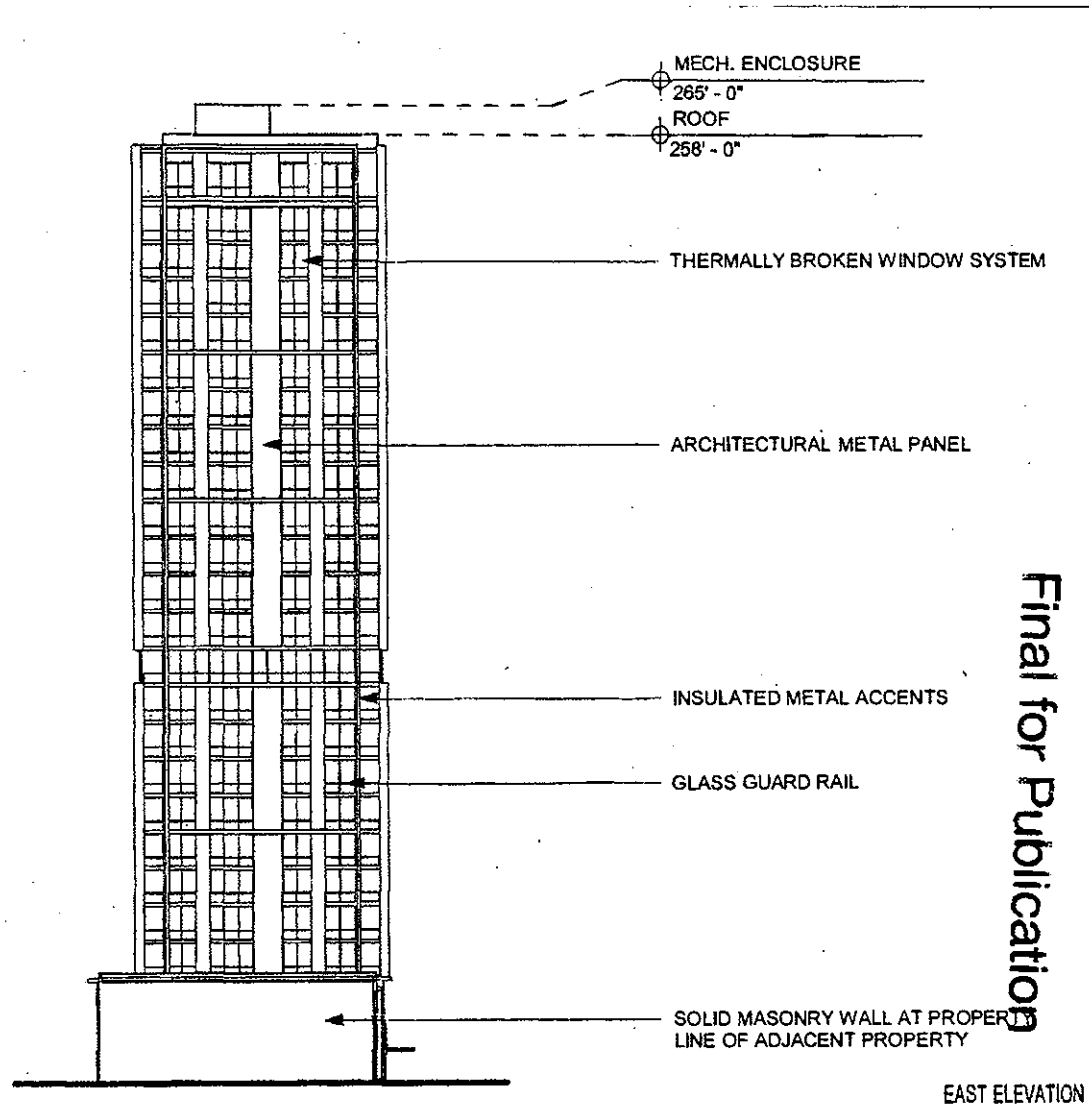 MECH. ENCLOSURE
265' - 0"
ROOF
258' - 0"
THERMALLY BROKEN WINDOW SYSTEM
ARCHITECTURAL METAL PANEL
INSULATED METAL ACCENTS
GLASS GUARD RAIL
SOLID MASONRY WALL AT PROPERTY
LINE OF ADJACENT PROPERTY
Final for Publication
EAST ELEVATION